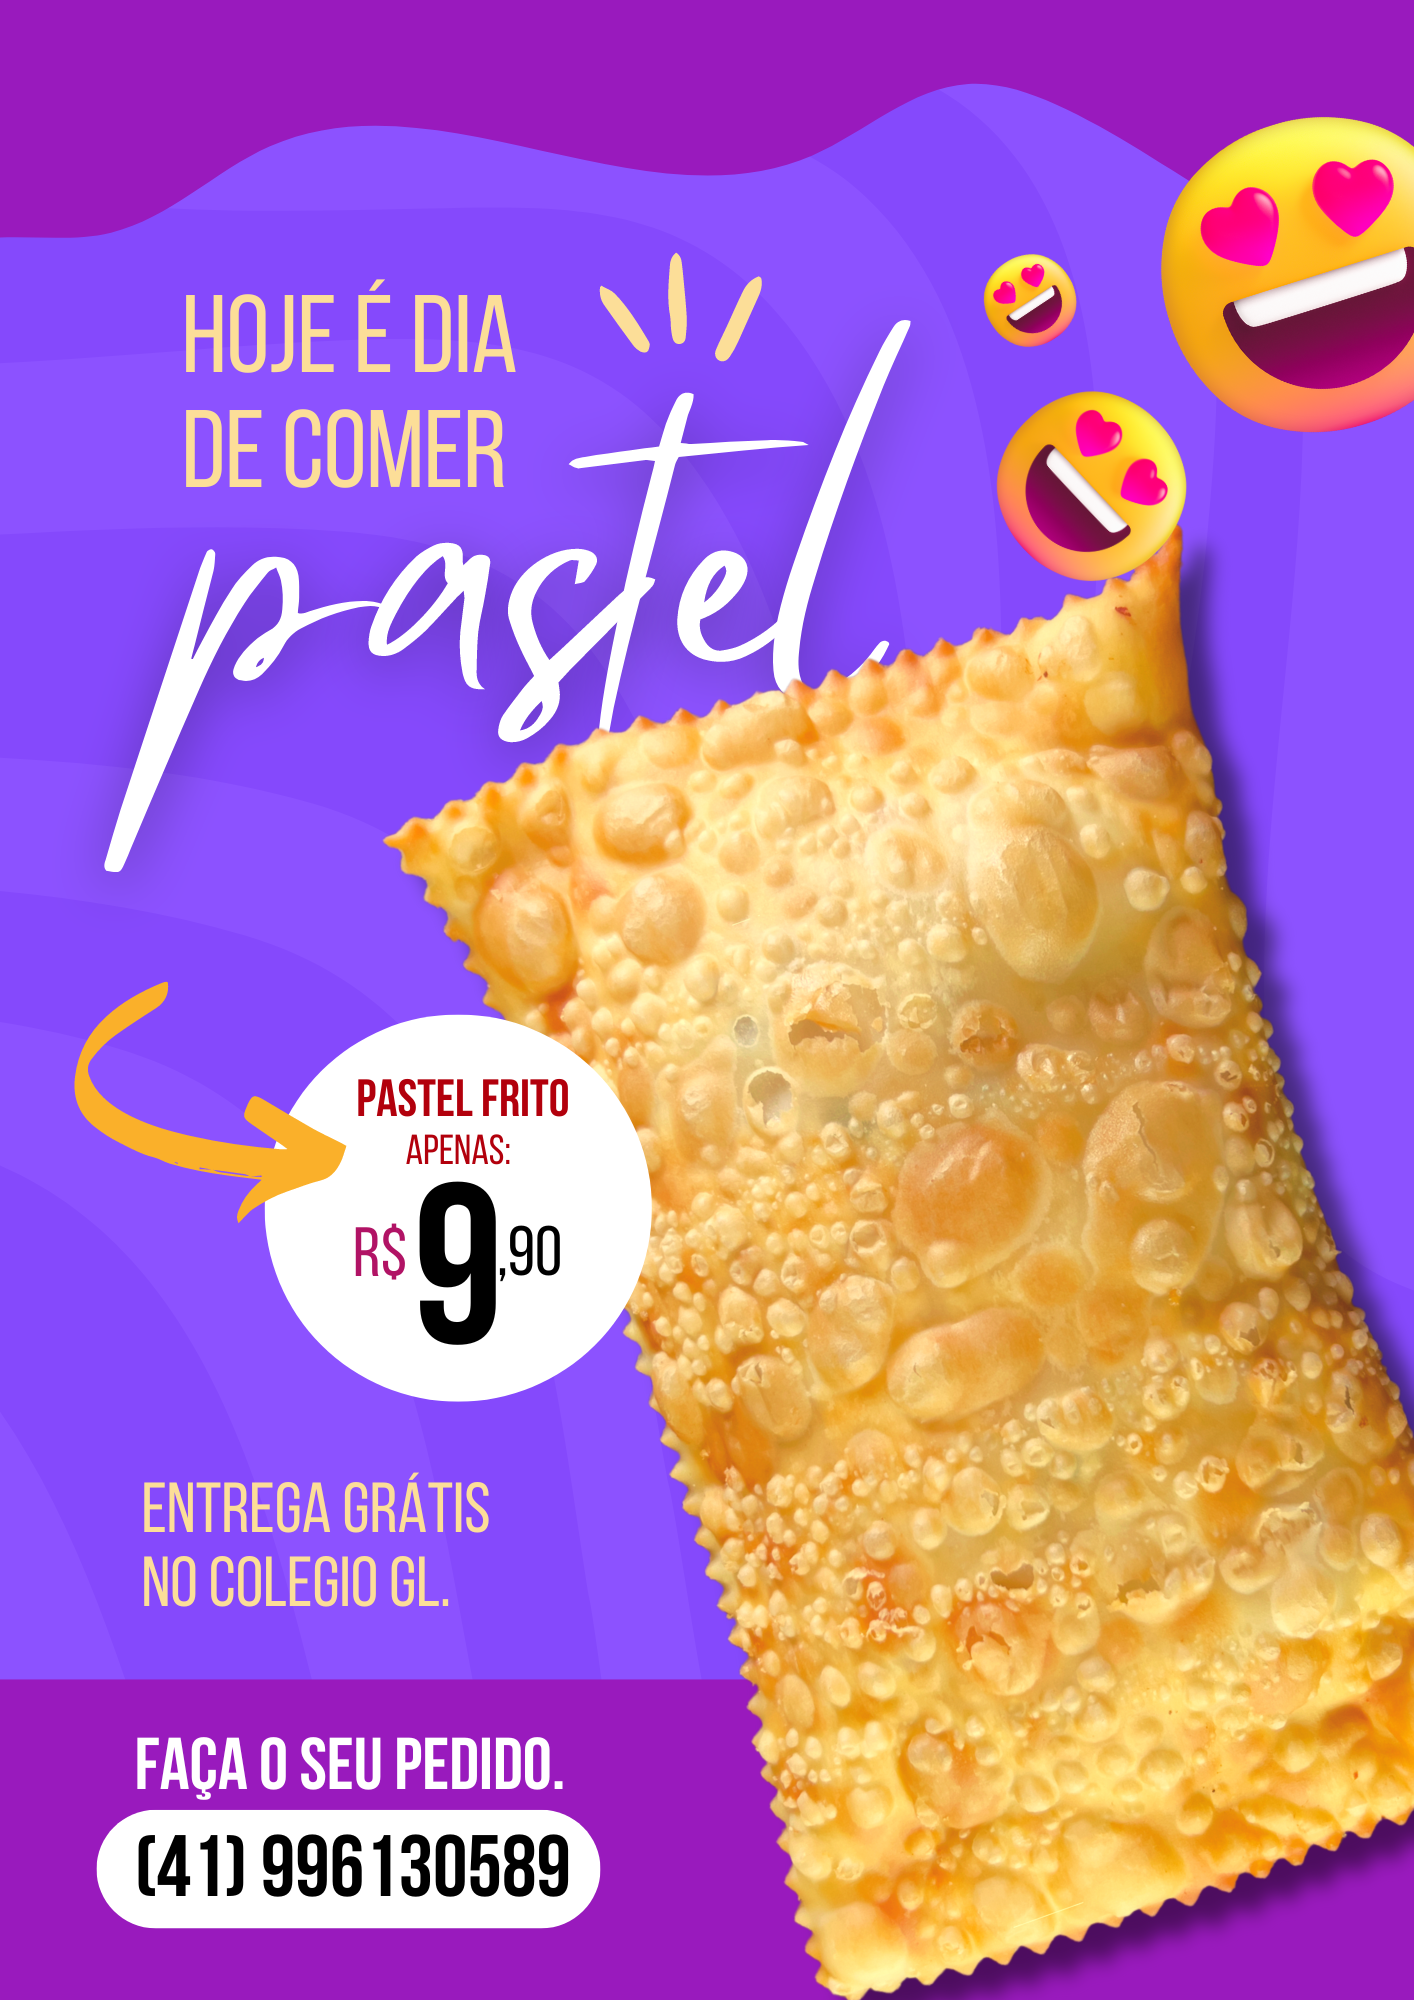 HOJE É DIA
DE COMER
pastel
PASTEL FRITO
APENAS:
R$ 9,90
ENTREGA GRÁTIS
NO COLEGIO GL.
FAÇA O SEU PEDIDO.
(41) 996130589